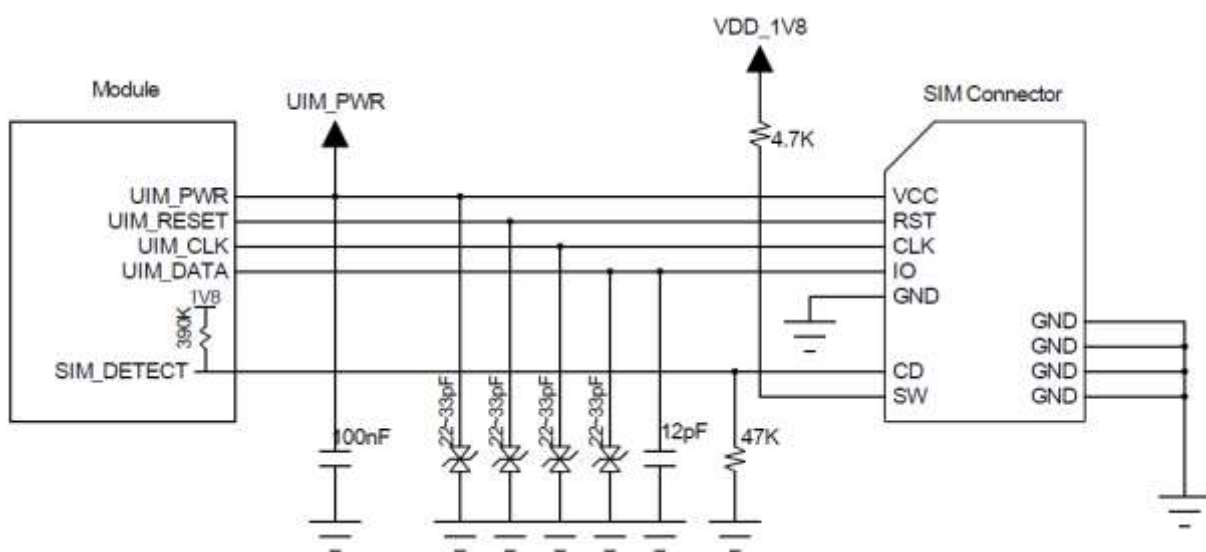 VDD_1V8
Module
SIM Connector
UIM_PWR
4.7K
UIM_PWR
VCC
UIM_RESET
RST
UIM_CLK
CLK
UIM_DATA
IO
1V8
GND
390K
GND
GND
SIM_DETECT
CD
GND
SW
GND
100nF
22~33pF
22~33pF
22~33pF
22~33pF
12pF
47K